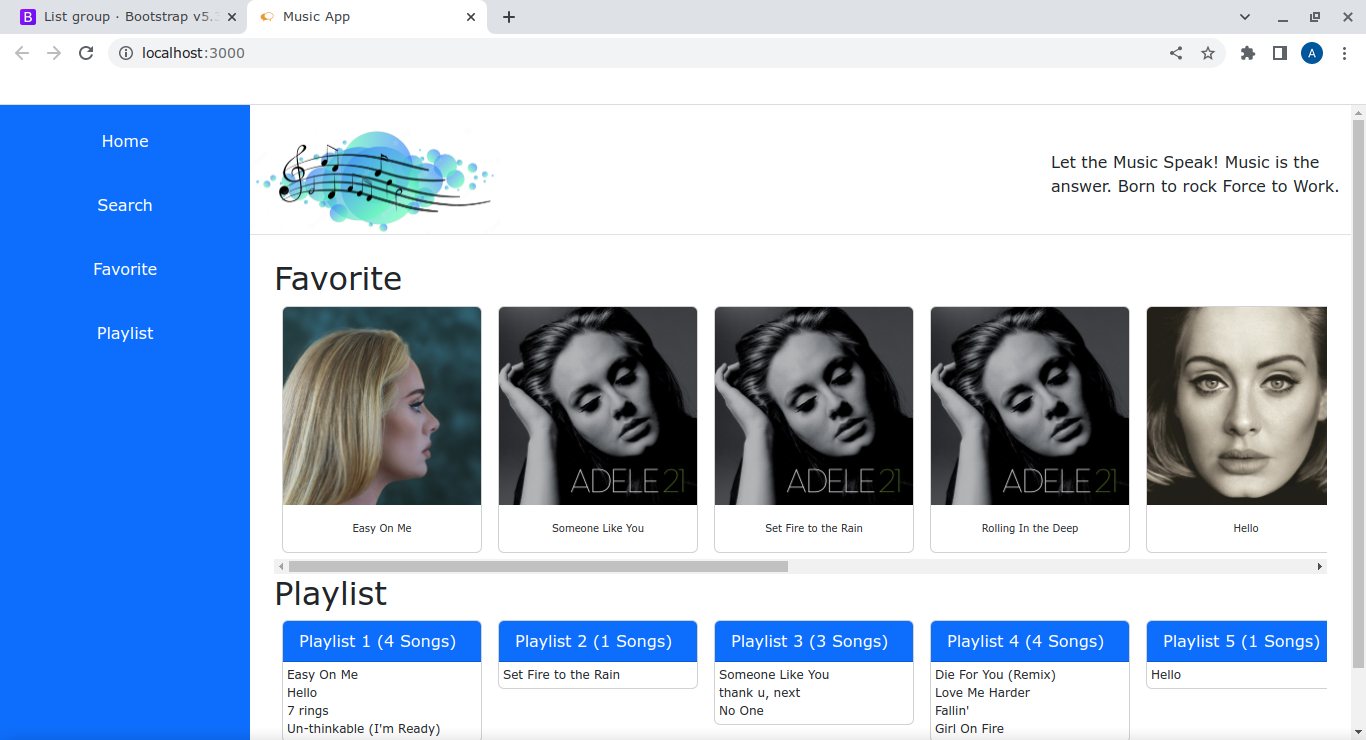 List group · Bootstrap v5.
Music App
localhost:3000
A
Home
Search
Favorite
Playlist
Let the Music Speak! Music is the
answer. Born to rock Force to Work.
Favorite
ADELE 21
ADELE 21
ADELE 21
Easy On Me
Someone Like You
Set Fire to the Rain
Rolling In the Deep
Hello
Playlist
Playlist 1 (4 Songs)
Easy On Me
Hello
7 rings
Un-thinkable (I'm Ready)
Playlist 2 (1 Songs)
Set Fire to the Rain
Playlist 3 (3 Songs)
Someone Like You
thank u, next
No One
Playlist 4 (4 Songs)
Die For You (Remix)
Love Me Harder
Fallin'
Girl On Fire
Playlist 5 (1 Songs)
Hello